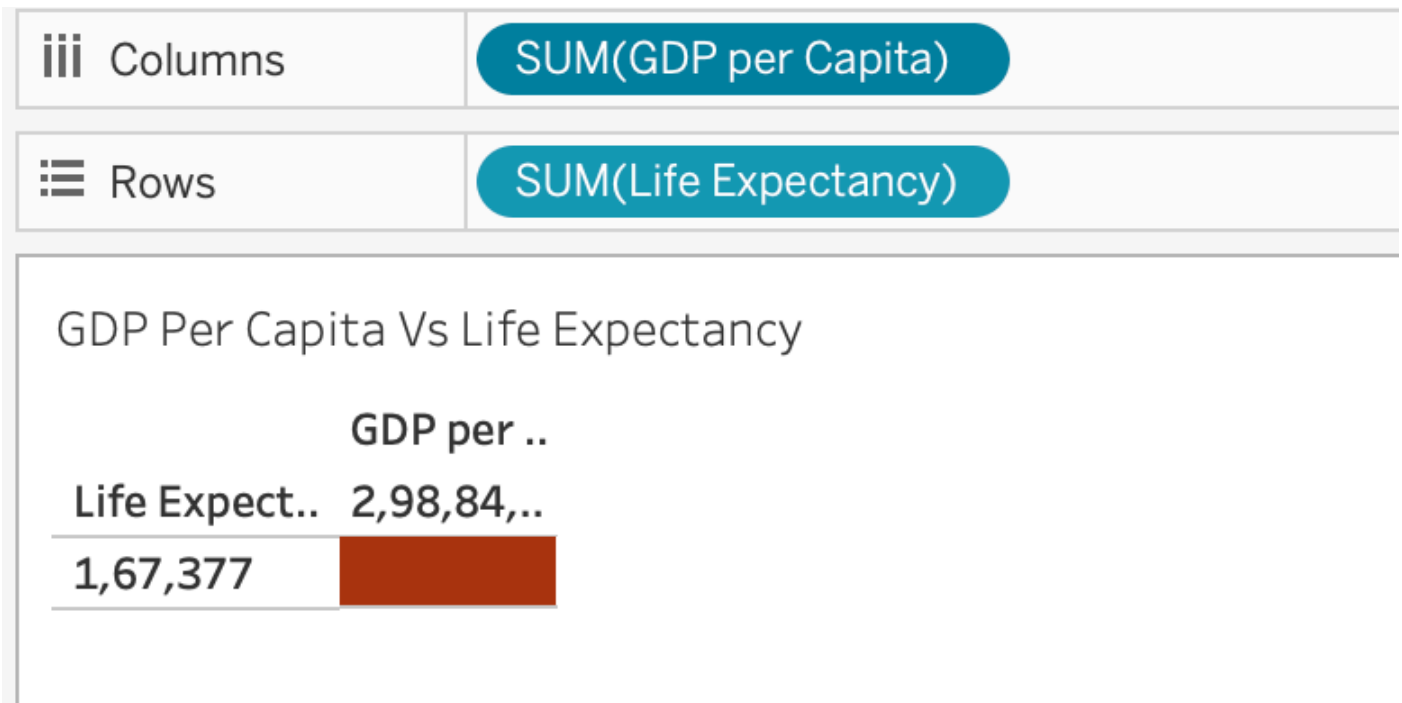 Columns SUM(GDP per Capita)
Rows SUM(Life Expectancy)
GDP Per Capita Vs Life Expectancy
GDP per ..
Life Expect.. 2,98,84,..
1,67,377